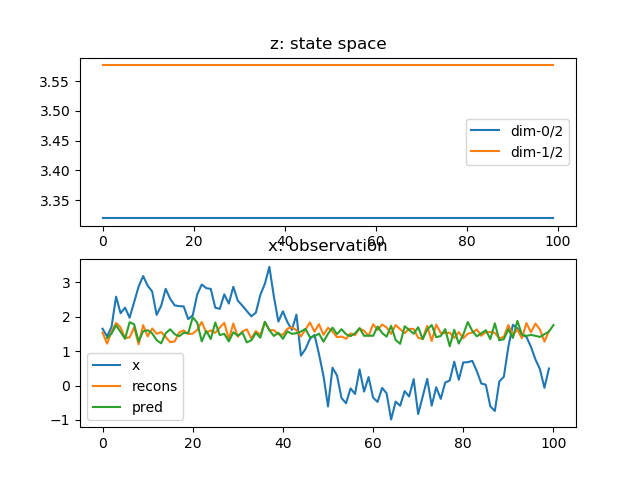 z: state space
3.55
3.50
3.45
3.40
3.35
dim-0/2
dim-1/2
0 20 40 60 80 100
x: observation
3
2
1
0
−1
x
recons
pred
0 20 40 60 80 100